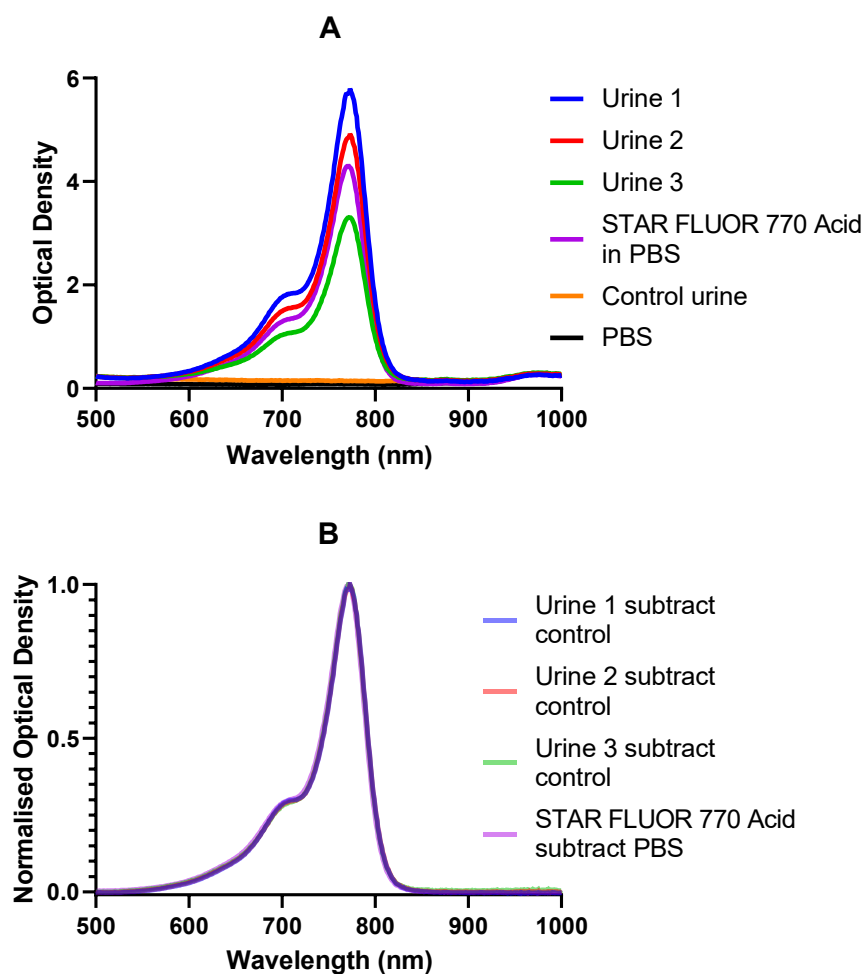 A
6
4
2
0
Optical Density
500 600 700 800 900 1000
Wavelength (nm)
Urine 1
Urine 2
Urine 3
STAR FLUOR 770 Acid
in PBS
Control urine
PBS
B
1.0
0.5
0.0
Normalised Optical Density
500 600 700 800 900 1000
Wavelength (nm)
Urine 1 subtract
control
Urine 2 subtract
control
Urine 3 subtract
control
STAR FLUOR 770 Acid
subtract PBS